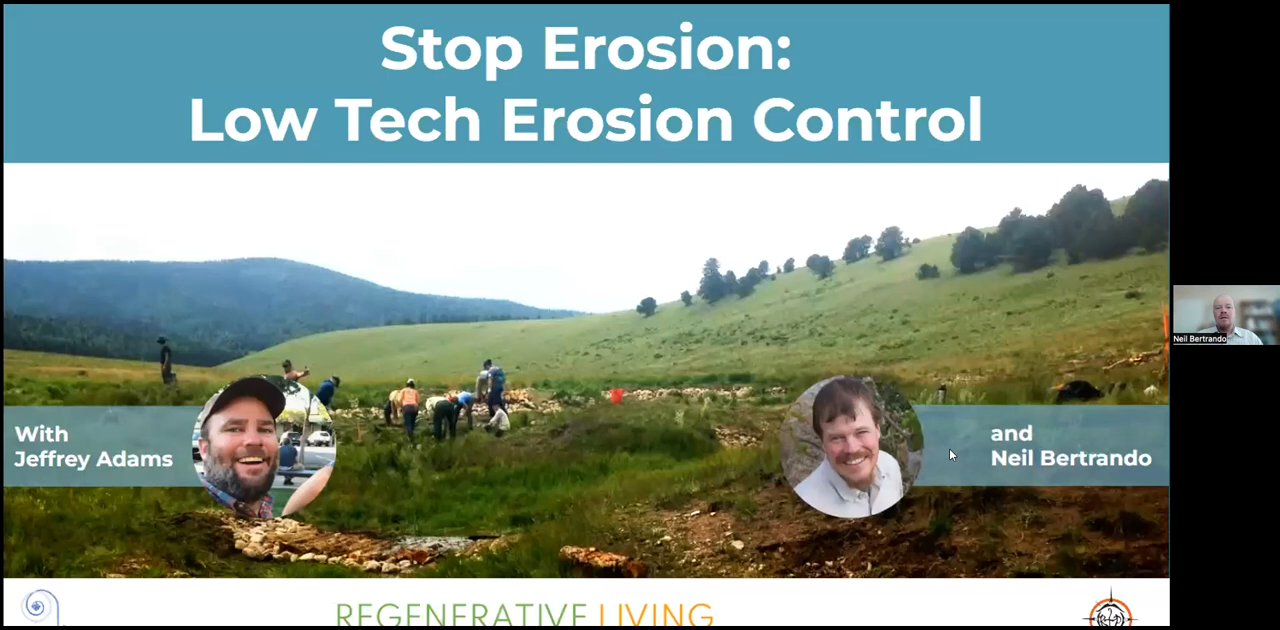 Stop Erosion:
Low Tech Erosion Control
With
Jeffrey Adams
and
Neil Bertrando
Neil Bertrando
REGENERATIVE LIVING